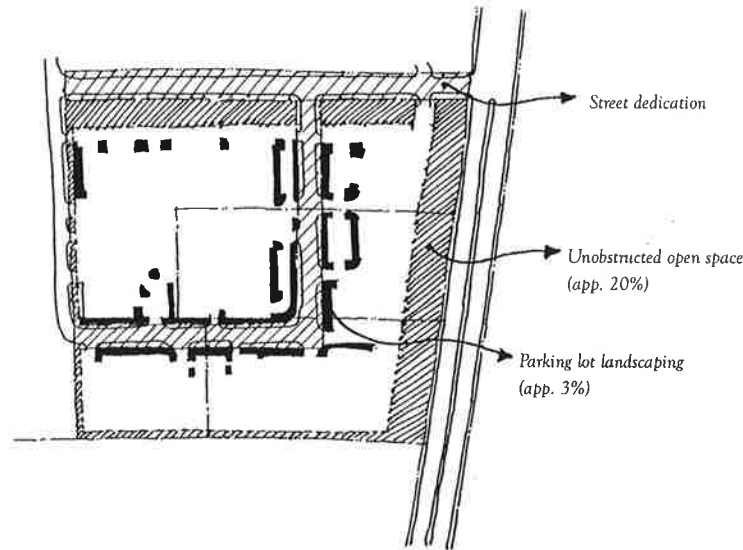 Street dedication
Unobstructed open space
(app. 20%)
Parking lot landscaping
(app. 3%)